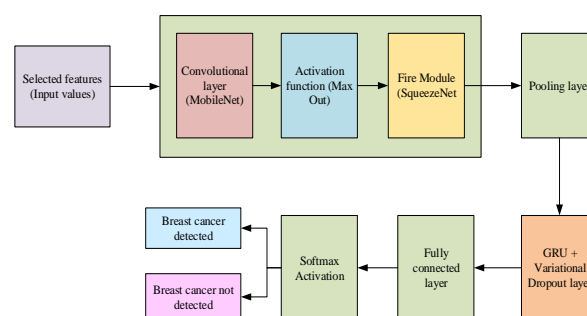 Selected features
(Input values)
Convolutional
layer
(MobileNet)
Activation
function (Max
Out)
Fire Module
(SqueezeNet
Pooling laye
GRU +
Variational
Dropout laye
Fully
connected
layer
Softmax
Activation
Breast cancer
detected
Breast cancer not
detected